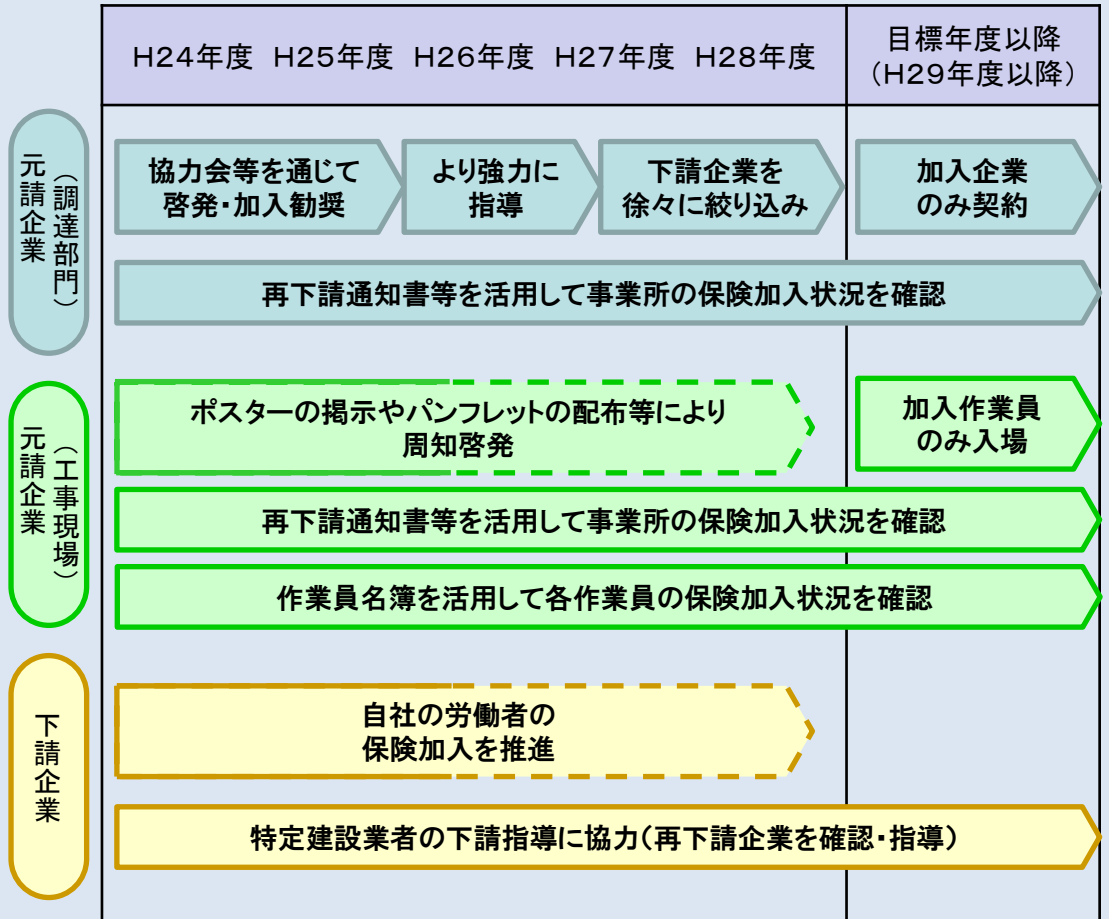 H24年度 H25年度 H26年度 H27年度 H28年度
目標年度以降
(H29年度以降)
元請企業
(調達部門)
協力会等を通じて
啓発・加入勧奨
より強力に
指導
下請企業を
徐々に絞り込み
加入企業
のみ契約
再下請通知書等を活用して事業所の保険加入状況を確認
元請企業
(工事現場)
ポスターの掲示やパンフレットの配布等により
周知啓発
加入作業員
のみ入場
再下請通知書等を活用して事業所の保険加入状況を確認
作業員名簿を活用して各作業員の保険加入状況を確認
下請企業
自社の労働者の
保険加入を推進
特定建設業者の下請指導に協力(再下請企業を確認・指導)